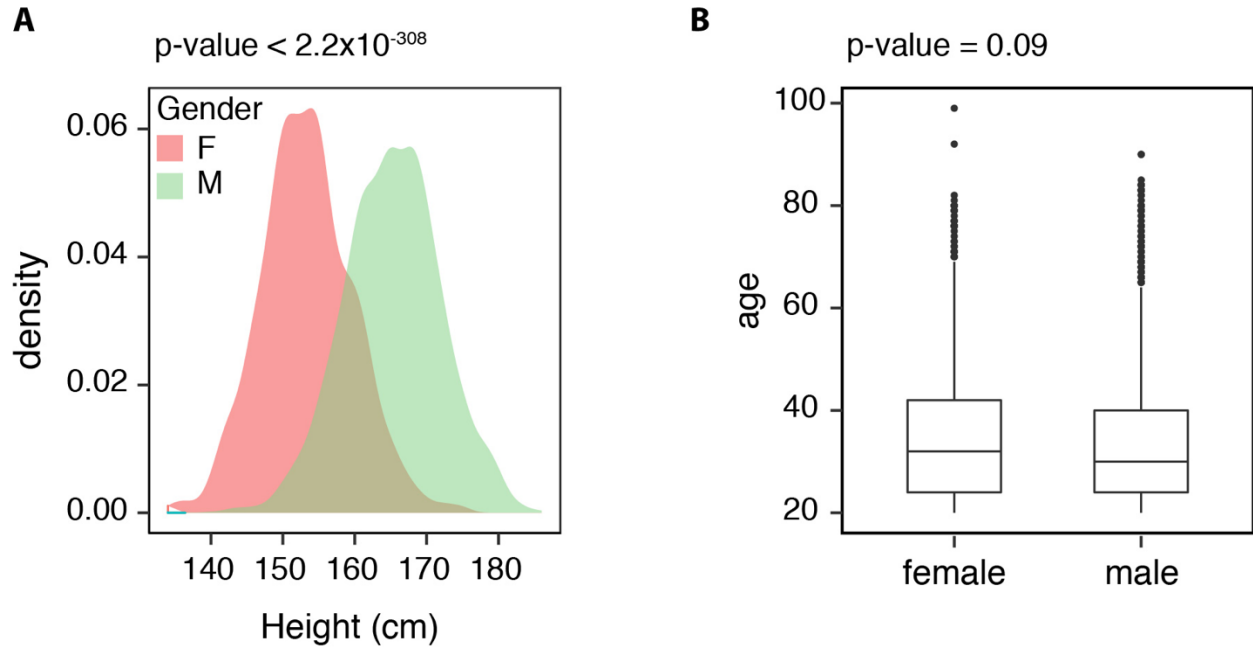 A
p-value < 2.2x10⁻³⁰⁸
Gender
F
M
0.06
0.04
0.02
0.00
density
140 150 160 170 180
Height (cm)
B
p-value = 0.09
100
80
60
40
20
age
female male